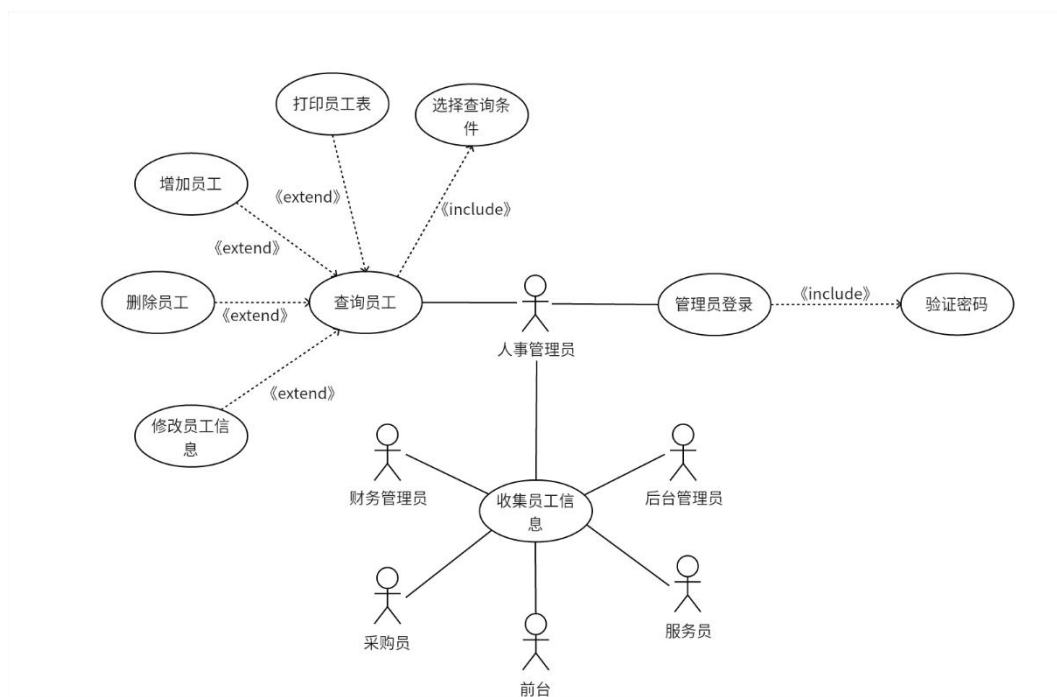 打印员工表
选择查询条
件
增加员工
《extend》
《include》
《extend》
删除员工
《extend》
查询员工
人事管理员
管理员登录
《include》
验证密码
《extend》
修改员工信
息
财务管理员
收集员工信
息
后台管理员
采购员
前台
服务员